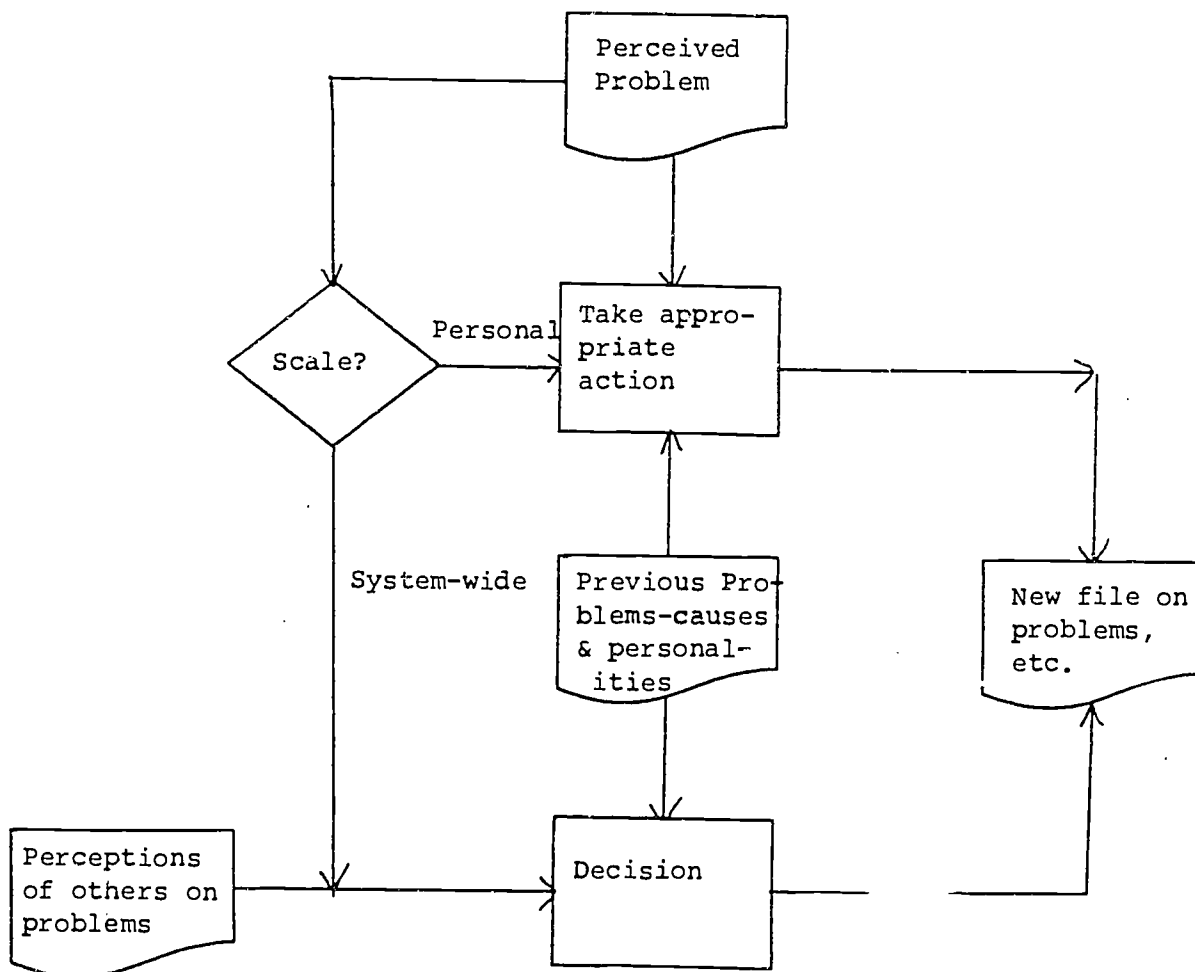 Perceived
Problem
Personal
Take appro-
priate
action
Scale?
System-wide
Previous Pro-
blems-causes
& personal-
ities
New file on
problems,
etc.
Perceptions
of others on
problems
Decision